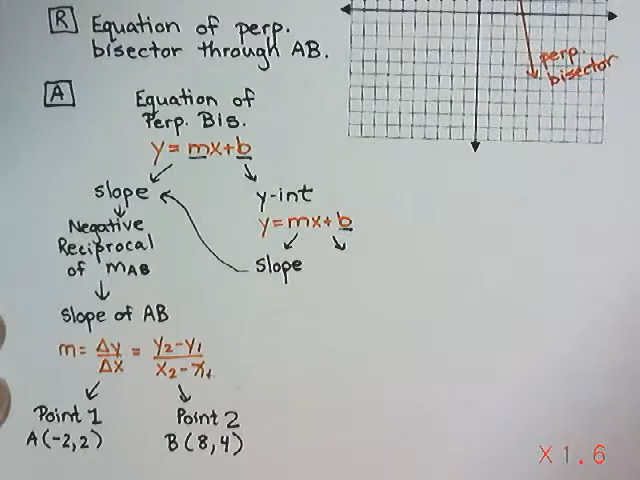 R Equation of perp.
bisector through AB.
A Equation of
Perp. Bis.
y = mx+b
slope
y-int
Negative
Reciprocal
of mAB
y=mx+b
slope
slope of AB
m = Δy/Δx = y₂-y₁/x₂-x₁
Point 1
A(-2,2)
Point 2
B(8,4)
perp.
bisector
X1.6